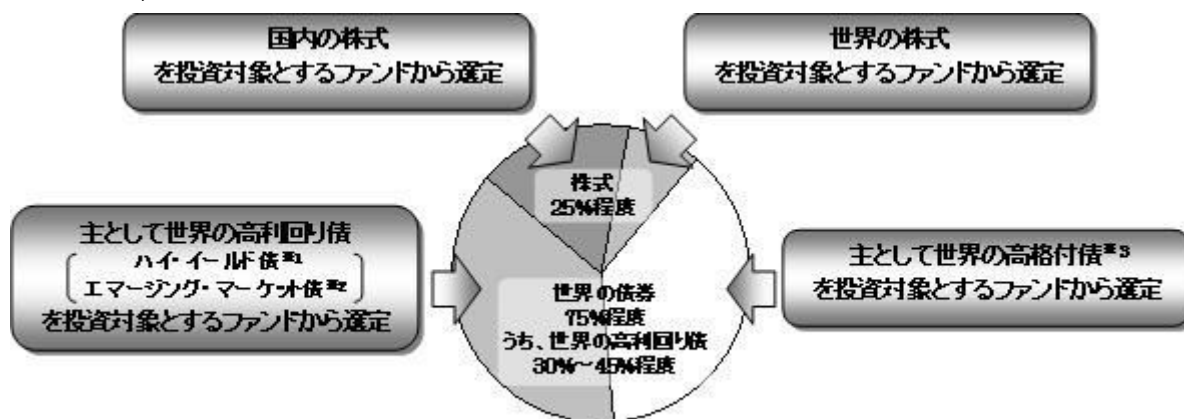 国内の株式
を投資対象とするファンドから選定
世界の株式
を投資対象とするファンドから選定
株式
25%程度
主として世界の高利回り債
ハイ・イールド債※1
エマージング・マーケット債※2
を投資対象とするファンドから選定
世界の債券
75%程度
うち、世界の高利回り債
30%～45%程度
主として世界の高格付債※3
を投資対象とするファンドから選定